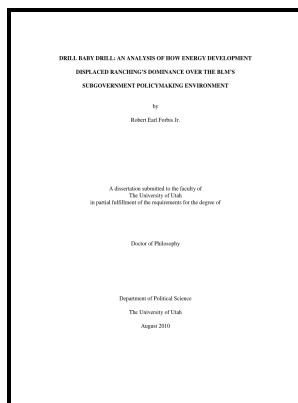 DRILL BABY DRILL: AN ANALYSIS OF HOW ENERGY DEVELOPMENT
DISPLACED RANCHING'S DOMINANCE OVER THE BLM'S
SUBGOVERNMENT POLICYMAKING ENVIRONMENT
by
Robert Earl Forbis Jr.
A dissertation submitted to the faculty of
The University of Utah
in partial fulfillment of the requirements for the degree of
Doctor of Philosophy
Department of Political Science
The University of Utah
August 2010